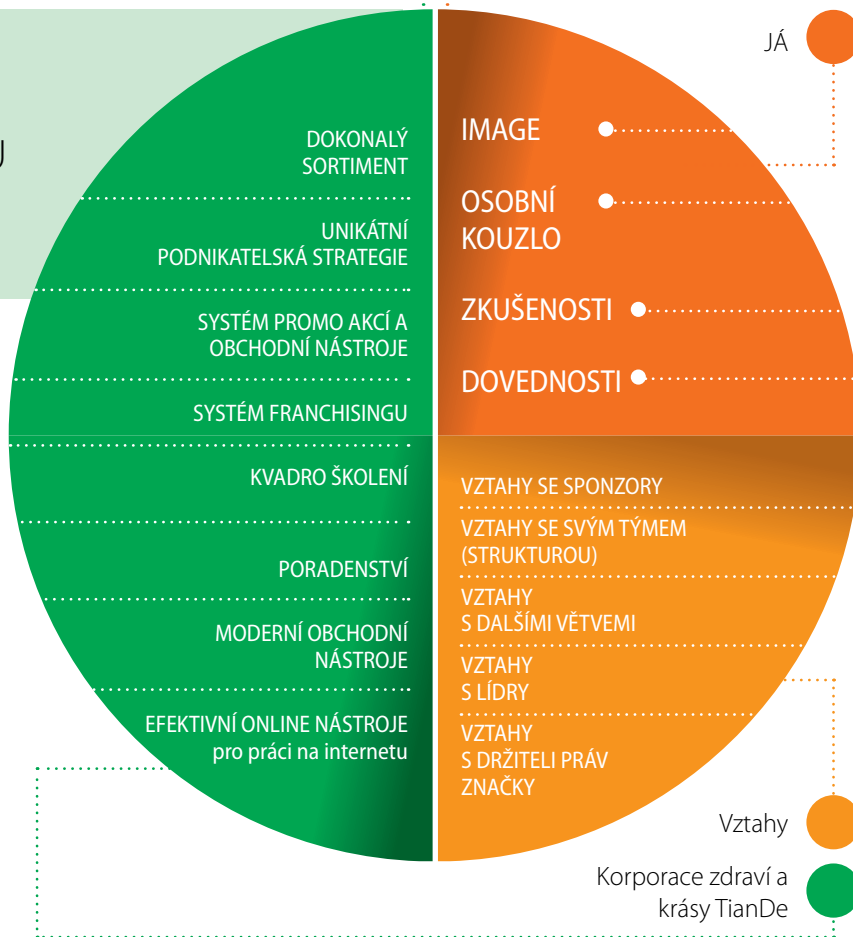 DOKONALÝ
SORTIMENT
UNIKÁTNÍ
PODNIKATELSKÁ STRATEGIE
SYSTÉM PROMO AKCÍ A
OBCHODNÍ NÁSTROJE
SYSTÉM FRANCHISINGU
KVADRO ŠKOLENÍ
PORADENSTVÍ
MODERNÍ OBCHODNÍ
NÁSTROJE
EFEKTIVNÍ ONLINE NÁSTROJE
pro práci na internetu
JÁ
IMAGE
OSOBNÍ
KOUZLO
ZKUŠENOSTI
DOVEDNOSTI
VZTAHY SE SPONZORY
VZTAHY SE SVÝM TÝMEM
(STRUKTUROU)
VZTAHY
S DALŠÍMI VĚTVEMI
VZTAHY
S LÍDRY
VZTAHY
S DRŽITELI PRÁV
ZNAČKY
Vztahy
Korporace zdraví a
krásy TianDe